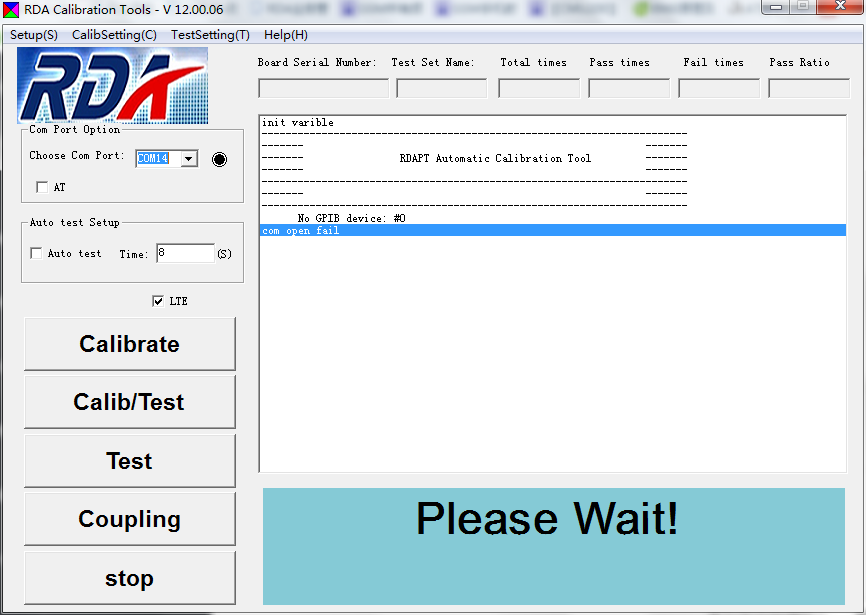 RDA Calibration Tools - V 12.00.06
Setup(S) CalibSetting(C) TestSetting(T) Help(H)
RDA
Board Serial Number: Test Set Name: Total times Pass times Fail times Pass Ratio
Com Port Option
Choose Com Port: COM14
AT
Auto test Setup
Auto test Time: 8 (S)
LTE
Calibrate
Calib/Test
Test
Coupling
stop
init varible
-------
------- RDAPT Automatic Calibration Tool -------
-------
No GPIB device: #0
com open fail
Please Wait!